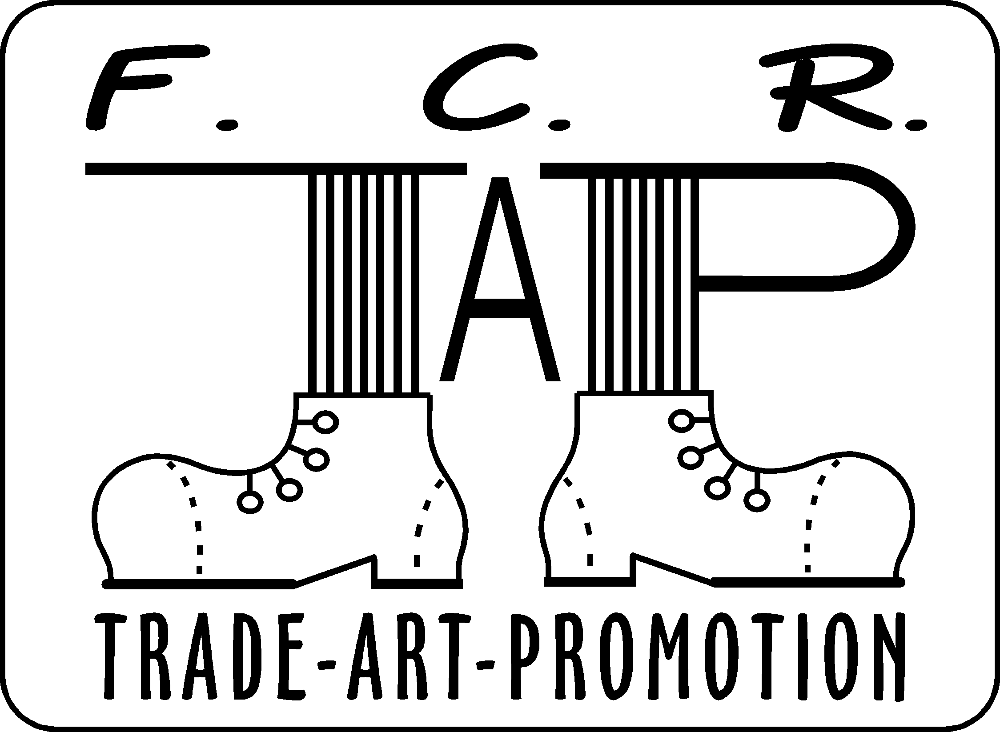 F. C. R.
TAP
TRADE-ART-PROMOTION